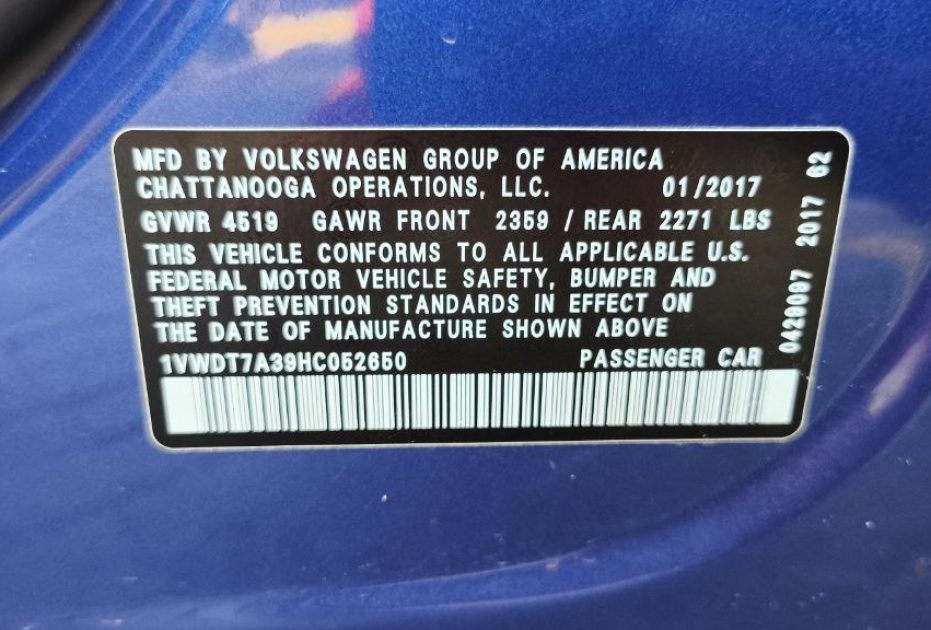 MFD BY VOLKSWAGEN GROUP OF AMERICA
CHATTANOOGA OPERATIONS, LLC. 01/2017
GVWR 4519 GAWR FRONT 2359 / REAR 2271 LBS
THIS VEHICLE CONFORMS TO ALL APPLICABLE U.S.
FEDERAL MOTOR VEHICLE SAFETY, BUMPER AND
THEFT PREVENTION STANDARDS IN EFFECT ON
THE DATE OF MANUFACTURE SHOWN ABOVE
1VWDT7A39HC052650 PASSENGER CAR
0429097 2017 62